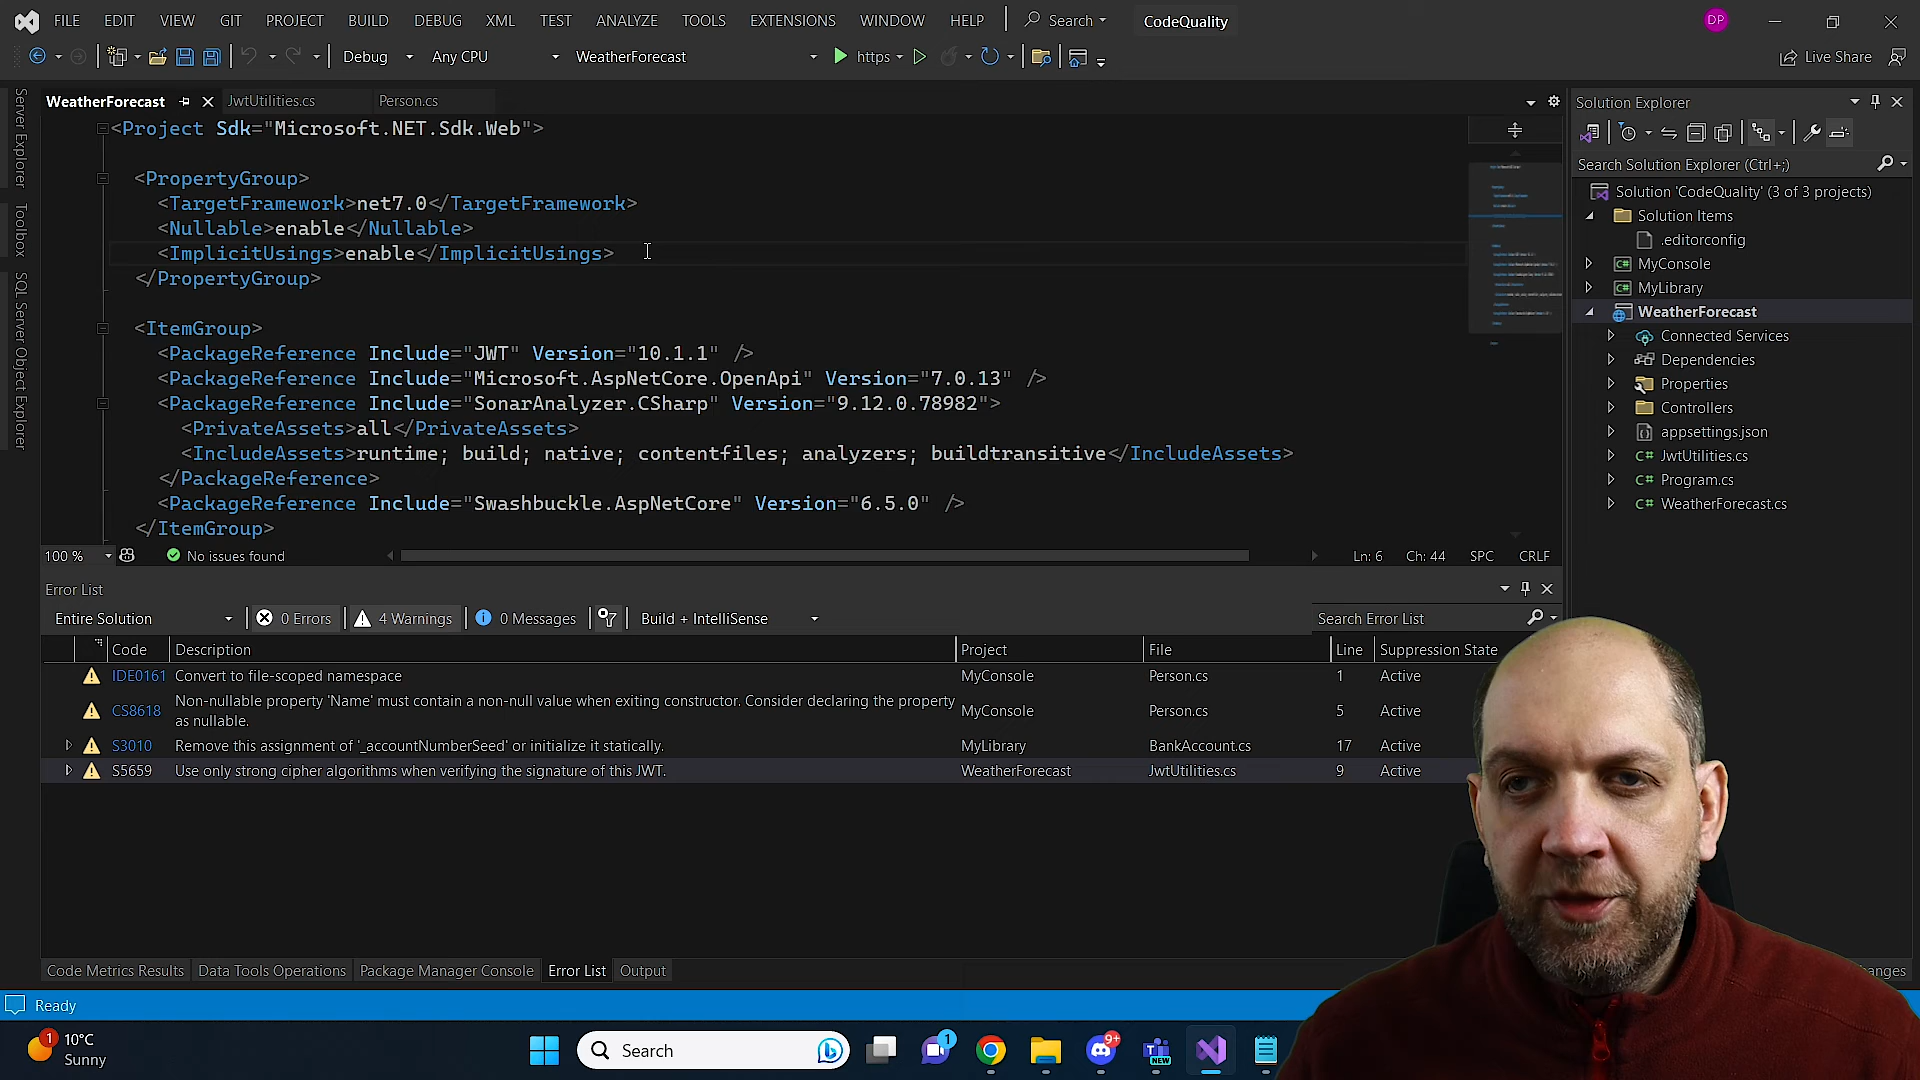 FILE EDIT VIEW GIT PROJECT BUILD DEBUG XML TEST ANALYZE TOOLS EXTENSIONS WINDOW HELP Search CodeQuality DP
Debug Any CPU WeatherForecast https Live Share
WeatherForecast JwtUtilities.cs Person.cs
<Project Sdk="Microsoft.NET.Sdk.Web">
<PropertyGroup>
<TargetFramework>net7.0</TargetFramework>
<Nullable>enable</Nullable>
<ImplicitUsings>enable</ImplicitUsings>
</PropertyGroup>
<ItemGroup>
<PackageReference Include="JWT" Version="10.1.1" />
<PackageReference Include="Microsoft.AspNetCore.OpenApi" Version="7.0.13" />
<PackageReference Include="SonarAnalyzer.CSharp" Version="9.12.0.78982">
<PrivateAssets>all</PrivateAssets>
<IncludeAssets>runtime; build; native; contentfiles; analyzers; buildtransitive</IncludeAssets>
</PackageReference>
<PackageReference Include="Swashbuckle.AspNetCore" Version="6.5.0" />
</ItemGroup>
100 % No issues found Ln: 6 Ch: 44 SPC CRLF
Server Explorer
Toolbox
SQL Server Object Explorer
Solution Explorer
Search Solution Explorer (Ctrl+;)
Solution 'CodeQuality' (3 of 3 projects)
Solution Items
.editorconfig
MyConsole
MyLibrary
WeatherForecast
Connected Services
Dependencies
Properties
Controllers
appsettings.json
JwtUtilities.cs
Program.cs
WeatherForecast.cs
Error List
Entire Solution 0 Errors 4 Warnings 0 Messages Build + IntelliSense Search Error List
Code Description Project File Line Suppression State
IDE0161 Convert to file-scoped namespace MyConsole Person.cs 1 Active
CS8618 Non-nullable property 'Name' must contain a non-null value when exiting constructor. Consider declaring the property as nullable. MyConsole Person.cs 5 Active
S3010 Remove this assignment of '_accountNumberSeed' or initialize it statically. MyLibrary BankAccount.cs 17 Active
S5659 Use only strong cipher algorithms when verifying the signature of this JWT. WeatherForecast JwtUtilities.cs 9 Active
Code Metrics Results Data Tools Operations Package Manager Console Error List Output
Ready
1 10°C
Sunny
Search 1 9+ NEW